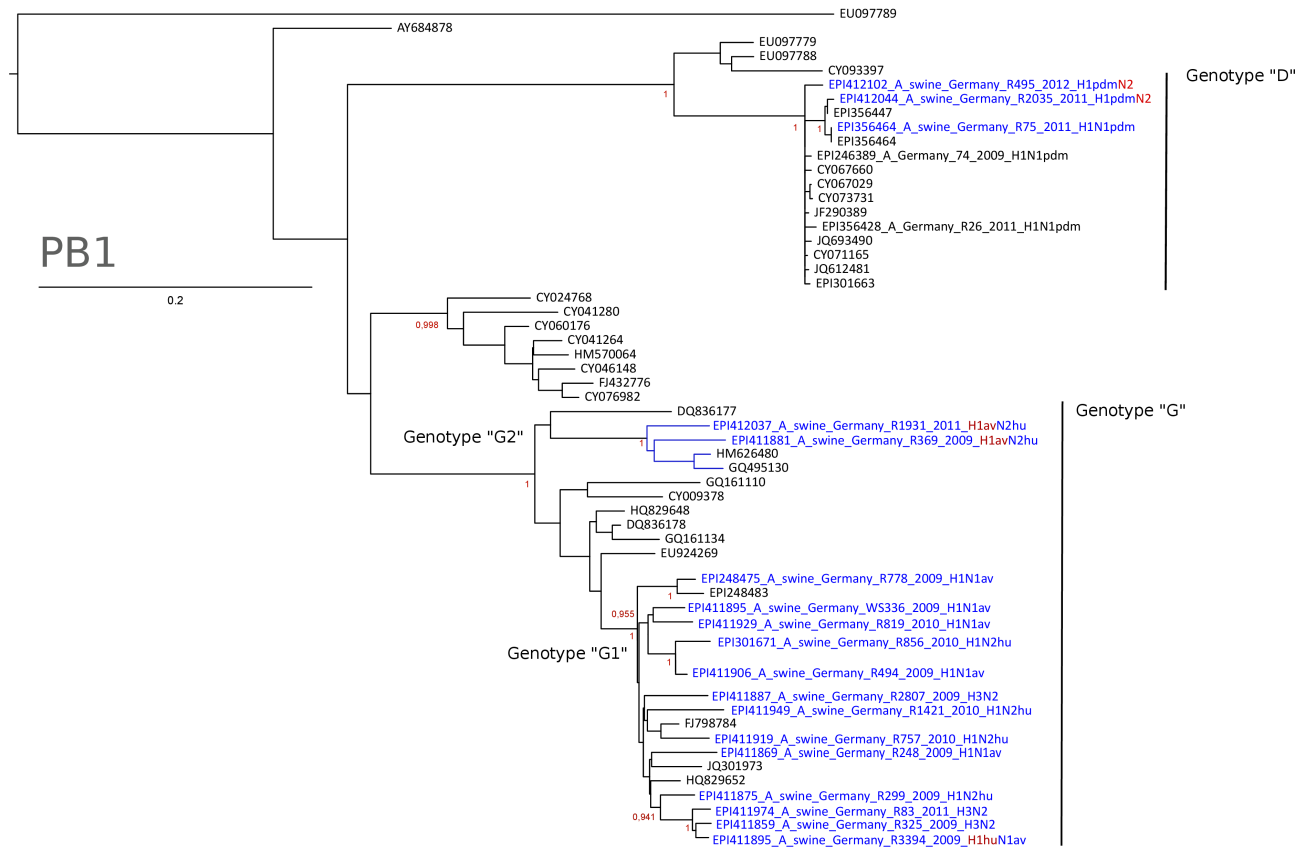 EU097789
AY684878
EU097779
EU097788
CY093397
Genotype "D"
1
EPI412102_A_swine_Germany_R495_2012_H1pdmN2
EPI412044_A_swine_Germany_R2035_2011_H1pdmN2
EPI356447
1
1
EPI356464_A_swine_Germany_R75_2011_H1N1pdm
EPI356464
EPI246389_A_Germany_74_2009_H1N1pdm
CY067660
CY067029
CY073731
JF290389
EPI356428_A_Germany_R26_2011_H1N1pdm
JQ693490
PB1
CY071165
JQ612481
EPI301663
0.2
CY024768
CY041280
0,998
CY060176
CY041264
HM570064
CY046148
FJ432776
CY076982
DQ836177
Genotype "G"
EPI412037_A_swine_Germany_R1931_2011_H1avN2hu
Genotype "G2"
1
EPI411881_A_swine_Germany_R369_2009_H1avN2hu
HM626480
GQ495130
1
GQ161110
CY009378
HQ829648
DQ836178
GQ161134
EU924269
EPI248475_A_swine_Germany_R778_2009_H1N1av
1
EPI248483
EPI411895_A_swine_Germany_WS336_2009_H1N1av
0,955
EPI411929_A_swine_Germany_R819_2010_H1N1av
1
EPI301671_A_swine_Germany_R856_2010_H1N2hu
Genotype "G1"
1
EPI411906_A_swine_Germany_R494_2010_H1N1av
EPI411887_A_swine_Germany_R2807_2009_H3N2
EPI411949_A_swine_Germany_R1421_2010_H1N2hu
FJ798784
EPI411919_A_swine_Germany_R757_2010_H1N2hu
EPI411869_A_swine_Germany_R248_2009_H1N1av
JQ301973
HQ829652
EPI411875_A_swine_Germany_R299_2009_H1N2hu
EPI411974_A_swine_Germany_R83_2011_H3N2
0,941
EPI411859_A_swine_Germany_R325_2009_H3N2
1
EPI411895_A_swine_Germany_R3394_2009_H1huN1av